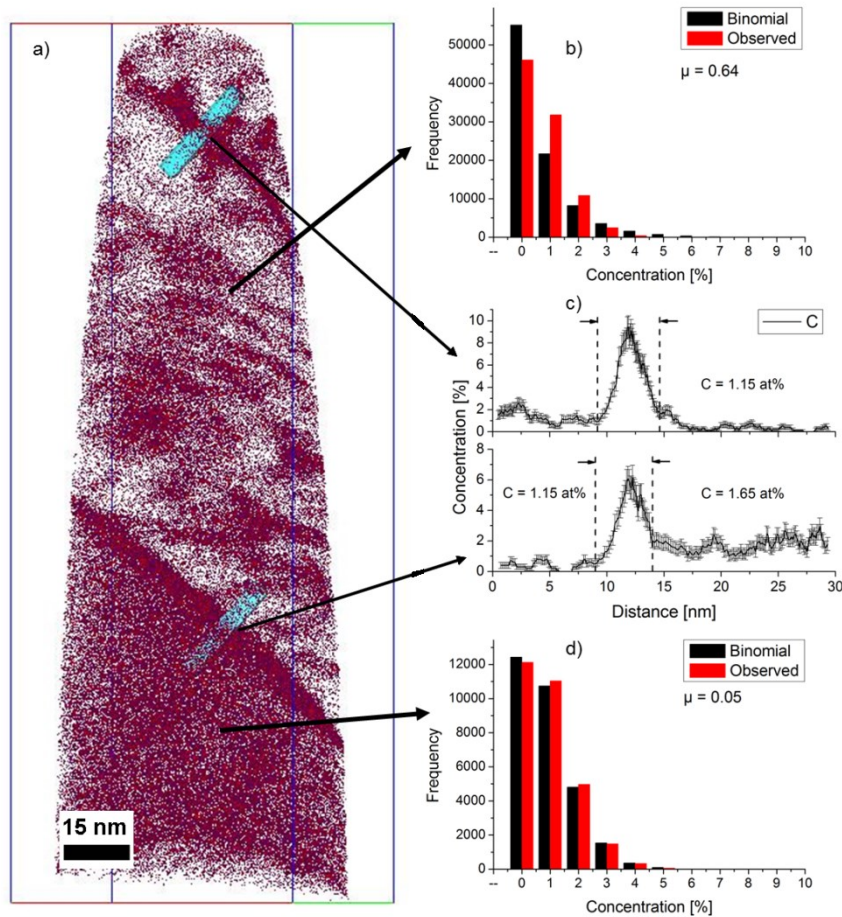 a)
15 nm
b)
Binomial
Observed
μ = 0.64
Frequency
50000
40000
30000
20000
10000
0
-- 0 1 2 3 4 5 6 7 8 9 10
Concentration [%]
c)
C
Concentration [%]
10
8
6
4
2
0
C = 1.15 at%
8
6
4
2
0
C = 1.15 at%
C = 1.65 at%
0 5 10 15 20 25 30
Distance [nm]
d)
Binomial
Observed
μ = 0.05
Frequency
12000
10000
8000
6000
4000
2000
0
-- 0 1 2 3 4 5 6 7 8 9 10
Concentration [%]